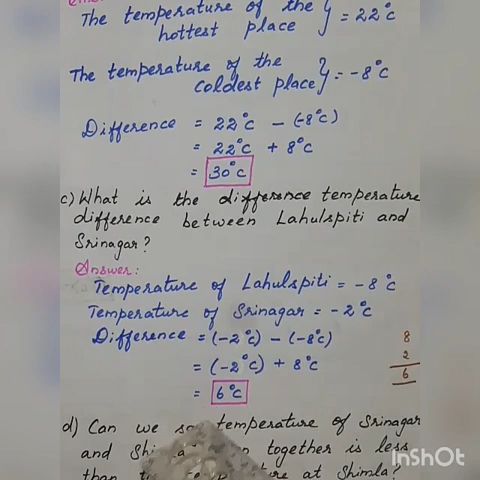 The temperature of the
hottest place } = 22°C
The temperature of the
coldest place } = -8°C
Difference = 22°C - (-8°C)
= 22°C + 8°C
= 30°C
c) What is the difference temperature
difference between Lahulspiti and
Srinagar?
Answer:
Temperature of Lahulspiti = -8°C
Temperature of Srinagar = -2°C
Difference = (-2°C) - (-8°C)
= (-2°C) + 8°C
= 6°C
8
2
6
d) Can we temperature of Srinagar
and together is less
at Shimla?
InShOt